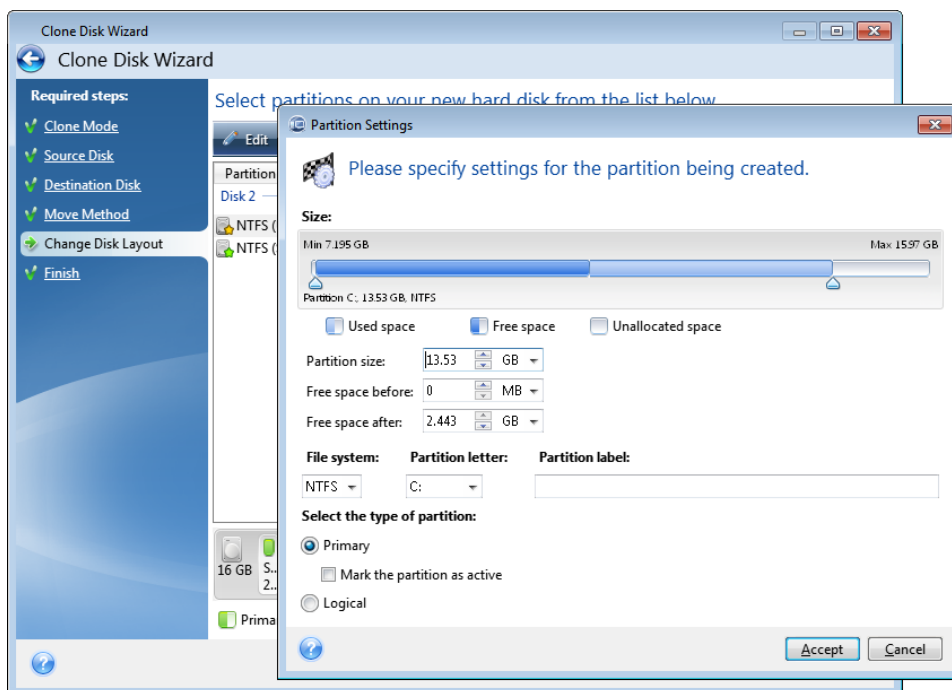 Clone Disk Wizard
Clone Disk Wizard
Required steps:
Clone Mode
Source Disk
Destination Disk
Move Method
Change Disk Layout
Finish
Select partitions on your new hard disk from the list below
Edit
Partition
Disk 2
NTFS (
NTFS (
16 GB S...
2...
Prima
Partition Settings
Please specify settings for the partition being created.
Size:
Min 7.195 GB Max 15.97 GB
Partition C:, 13.53 GB, NTFS
Used space Free space Unallocated space
Partition size: 13.53 GB
Free space before: 0 MB
Free space after: 2.443 GB
File system: Partition letter: Partition label:
NTFS C:
Select the type of partition:
Primary
Mark the partition as active
Logical
? Accept Cancel
?